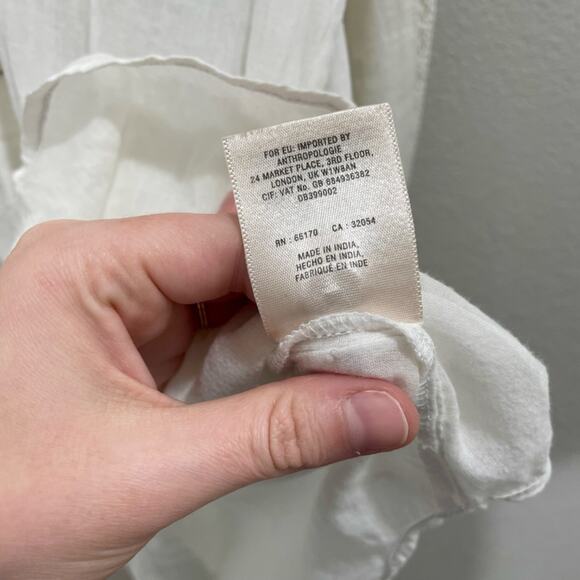 FOR EU: IMPORTED BY
ANTHROPOLOGIE
24 MARKET PLACE, 3RD FLOOR,
LONDON, UK W1W8AN
CIF: VAT No. GB 884936382
DB399002
RN : 66170 CA : 32054
MADE IN INDIA,
HECHO EN INDIA,
FABRIQUÉ EN INDE